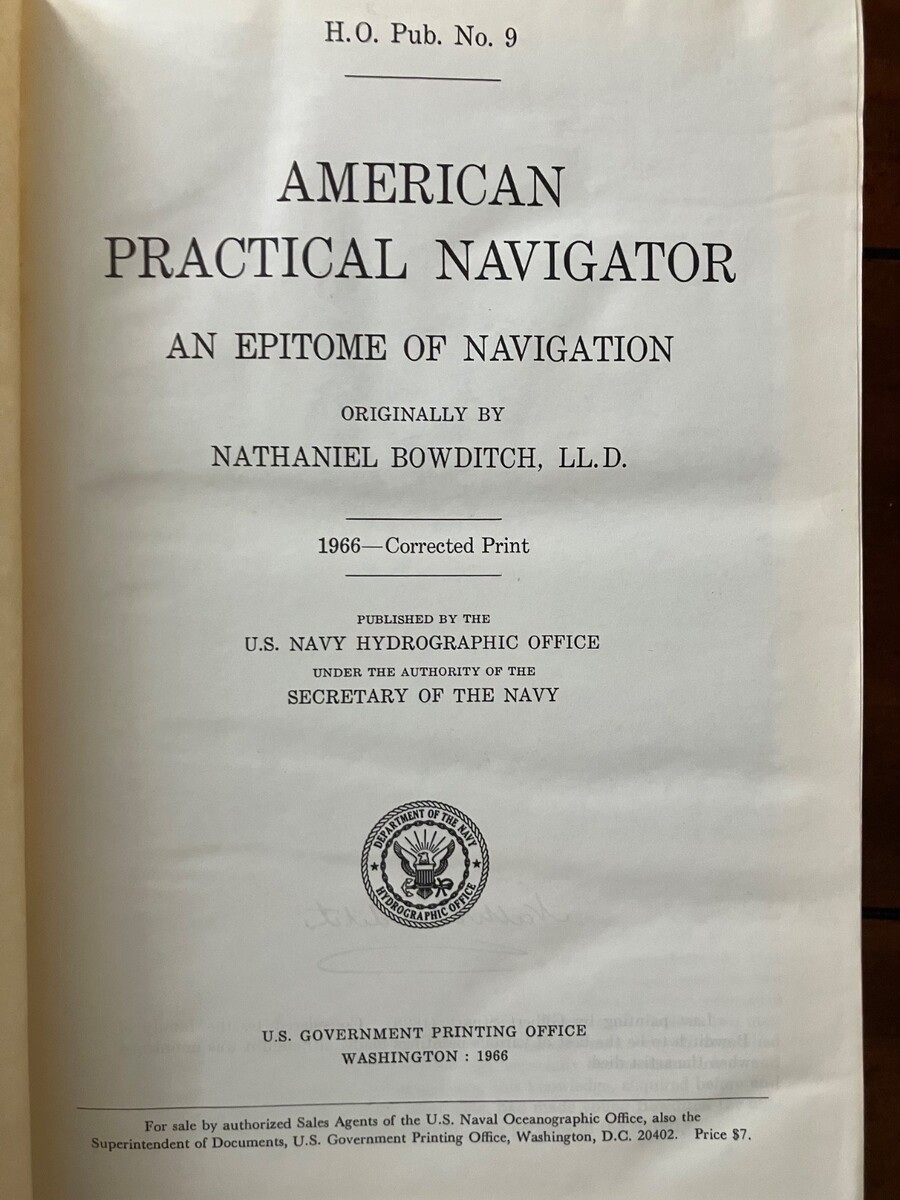 H.O. Pub. No. 9
AMERICAN
PRACTICAL NAVIGATOR
AN EPITOME OF NAVIGATION
ORIGINALLY BY
NATHANIEL BOWDITCH, LL.D.
1966—Corrected Print
PUBLISHED BY THE
U.S. NAVY HYDROGRAPHIC OFFICE
UNDER THE AUTHORITY OF THE
SECRETARY OF THE NAVY
DEPARTMENT OF THE NAVY
HYDROGRAPHIC OFFICE
U.S. GOVERNMENT PRINTING OFFICE
WASHINGTON : 1966
For sale by authorized Sales Agents of the U.S. Naval Oceanographic Office, also the
Superintendent of Documents, U.S. Government Printing Office, Washington, D.C. 20402. Price $7.